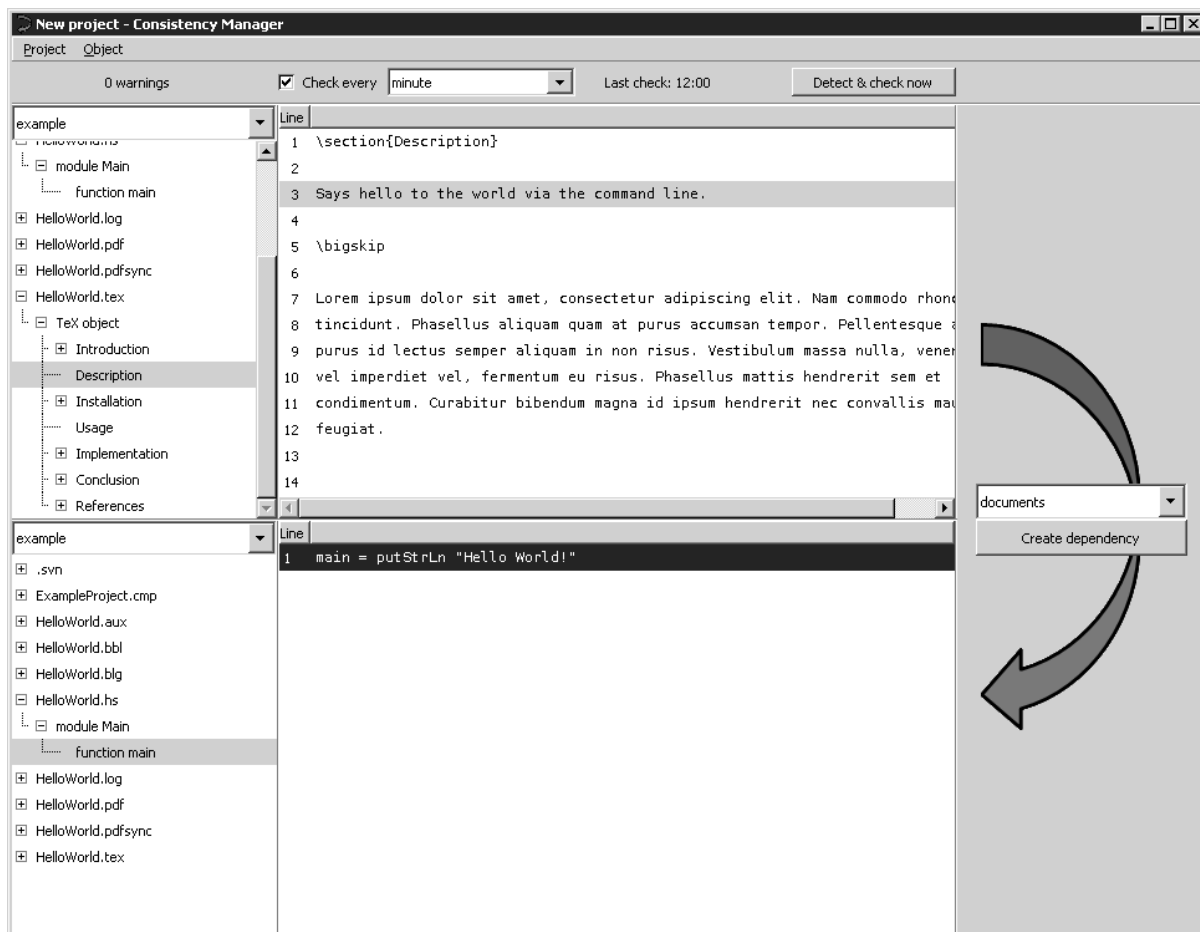 New project - Consistency Manager
Project Object
0 warnings Check every minute Last check: 12:00 Detect & check now
example
HelloWorld.hs
module Main
function main
HelloWorld.log
HelloWorld.pdf
HelloWorld.pdfsync
HelloWorld.tex
TeX object
Introduction
Description
Installation
Usage
Implementation
Conclusion
References
Line
1 \section{Description}
2
3 Says hello to the world via the command line.
4
5 \bigskip
6
7 Lorem ipsum dolor sit amet, consectetur adipiscing elit. Nam commodo
8 tincidunt. Phasellus aliquam quam at purus accumsan tempor. Pellentesque
9 purus id lectus semper aliquam in non risus. Vestibulum massa nulla,
10 vel imperdiet vel, fermentum eu risus. Phasellus mattis hendrerit sem et
11 condimentum. Curabitur bibendum magna id ipsum hendrerit nec convallis
12 feugiat.
13
14
documents
Create dependency
example
.svn
ExampleProject.cmp
HelloWorld.aux
HelloWorld.bbl
HelloWorld.blg
HelloWorld.hs
module Main
function main
HelloWorld.log
HelloWorld.pdf
HelloWorld.pdfsync
HelloWorld.tex
Line
1 main = putStrLn "Hello World!"